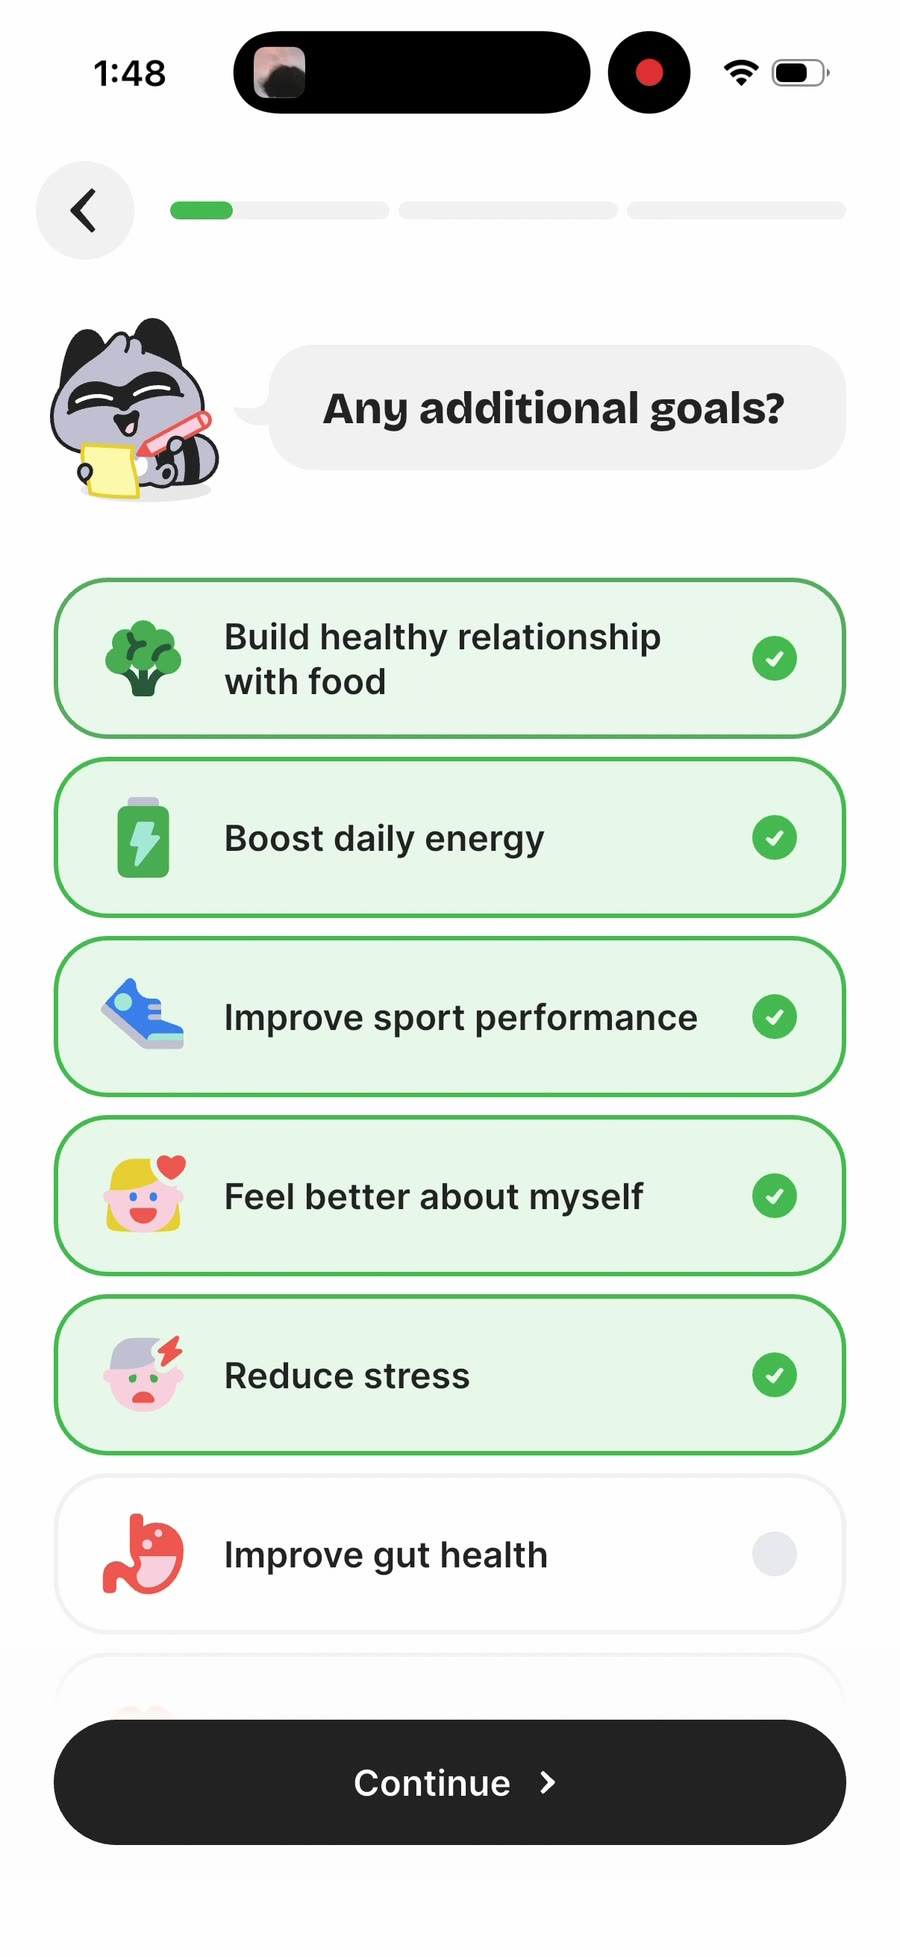 1:48
Any additional goals?
Build healthy relationship
with food
Boost daily energy
Improve sport performance
Feel better about myself
Reduce stress
Improve gut health
Continue